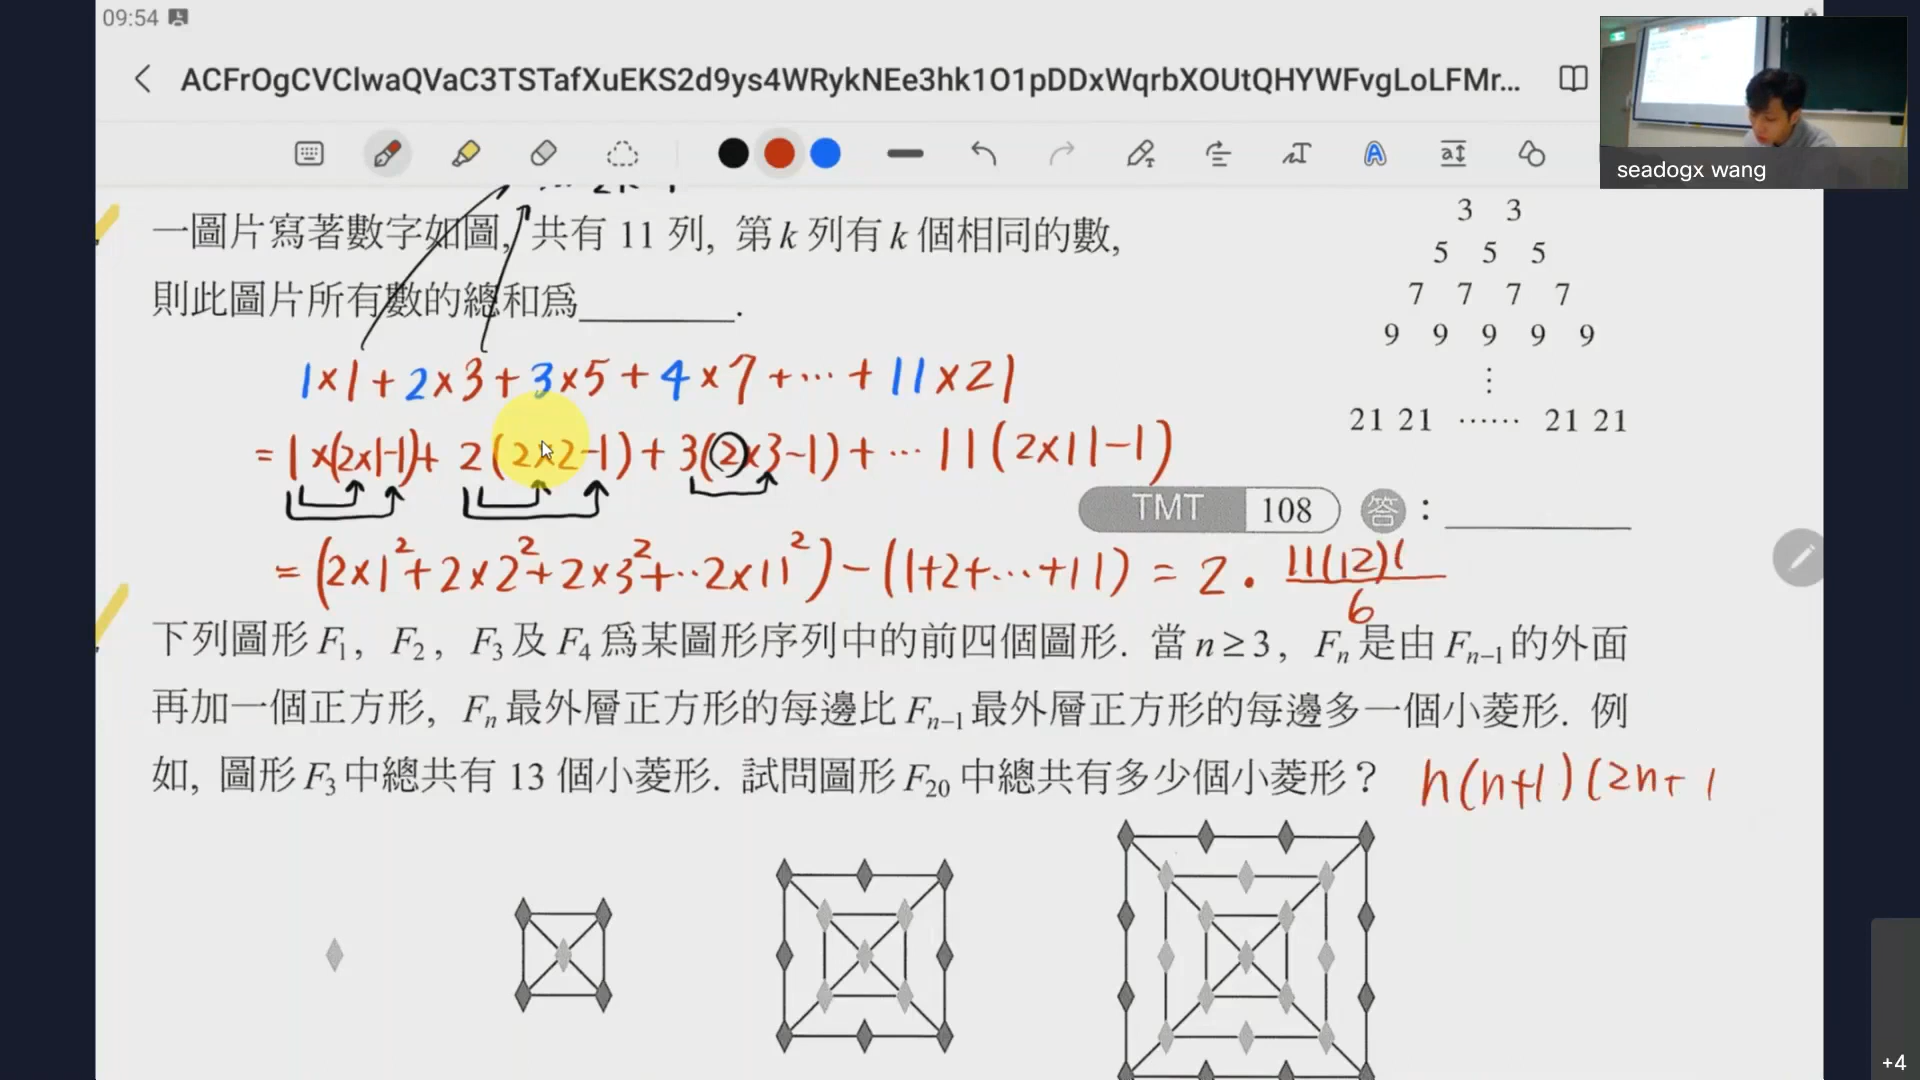 09:54
ACFrOgCVClwaQVaC3TSTafXuEKS2d9ys4WRykNEe3hk1O1pDDxWqrbXOUtQHYWFvgLoLFMr...
seadogx wang
一圖片寫著數字如圖, 共有 11 列, 第 k 列有 k 個相同的數,
則此圖片所有數的總和爲________.
3 3
5 5 5
7 7 7 7
9 9 9 9 9
⋮
21 21 ······ 21 21
1×1+2×3+3×5+4×7+···+11×21
=1×(2×1-1)+2(2×2-1)+3(2×3-1)+···11(2×11-1)
TMT 108 答：________
=(2×1²+2×2²+2×3²+··2×11²)-(1+2+···+11)=2·11(12)(/6
下列圖形 F₁, F₂, F₃及 F₄ 爲某圖形序列中的前四個圖形. 當 n≥3, Fₙ 是由 Fₙ₋₁ 的外面
再加一個正方形, Fₙ 最外層正方形的每邊比 Fₙ₋₁ 最外層正方形的每邊多一個小菱形. 例
如, 圖形 F₃ 中總共有 13 個小菱形. 試問圖形 F₂₀ 中總共有多少個小菱形？ n(n+1)(2n+1
+4